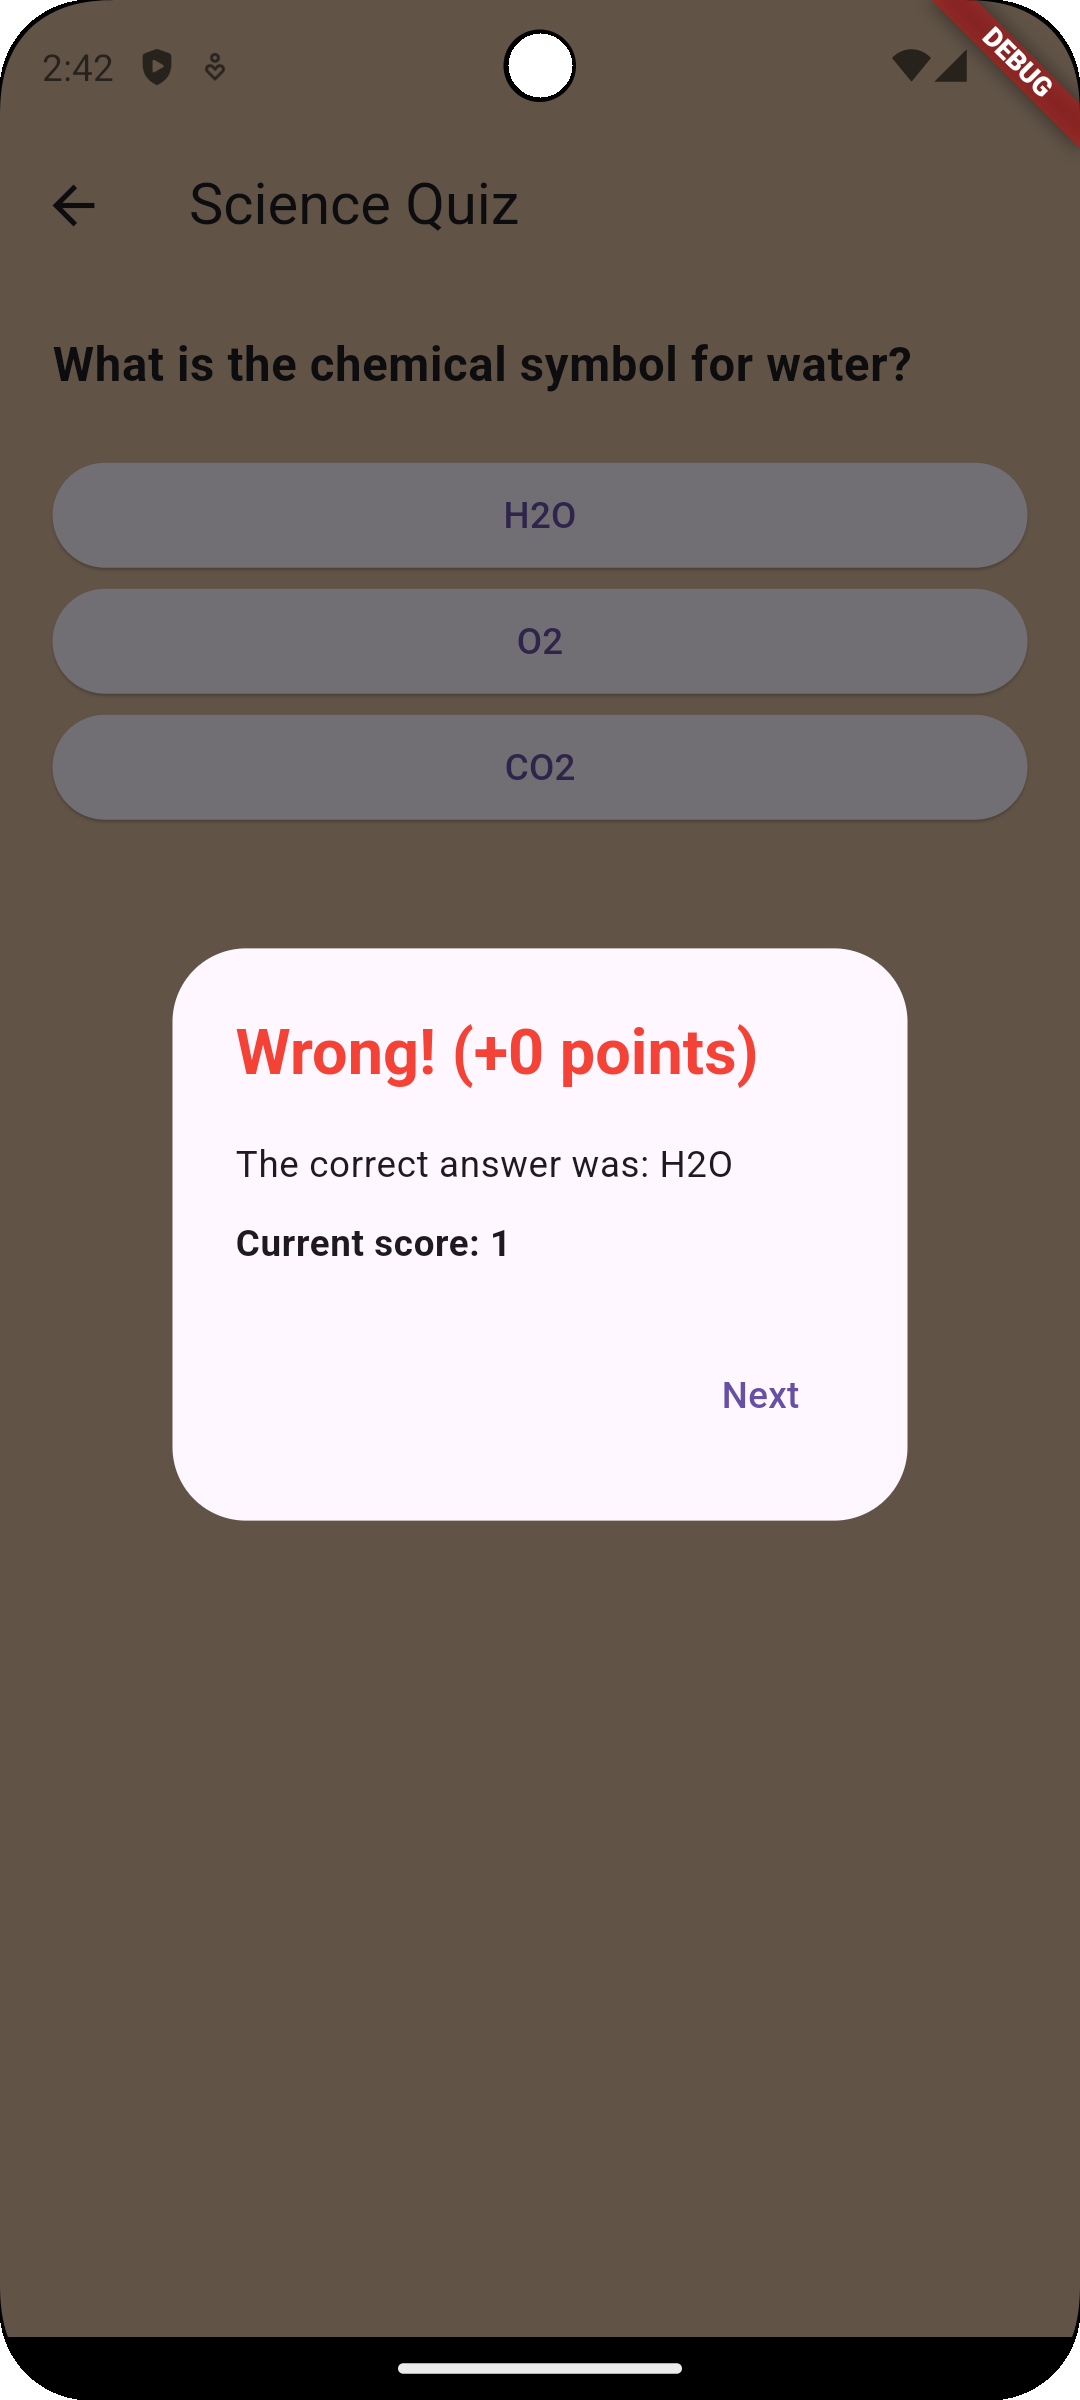 2:42
DEBUG
Science Quiz
What is the chemical symbol for water?
H2O
O2
CO2
Wrong! (+0 points)
The correct answer was: H2O
Current score: 1
Next